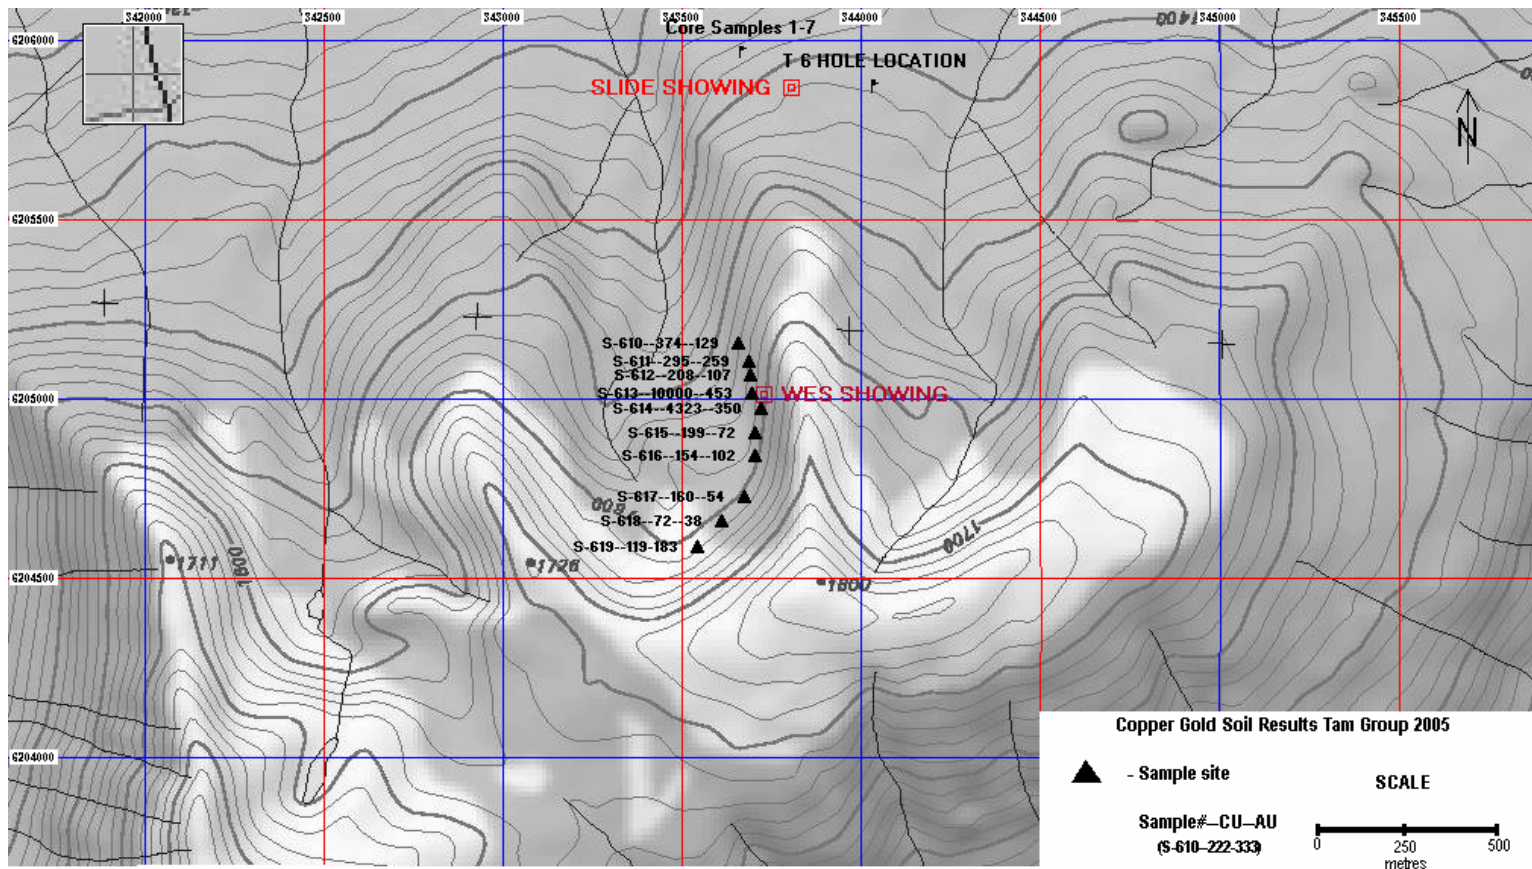 342000 342500 343000 343500 344000 344500 345000 345500
1400
6206000
Core Samples 1-7
T 6 HOLE LOCATION
SLIDE SHOWING
N
6205500
S-610--374--129
S-611--295--259
S-612--208--107
S-613--10000--453
WES SHOWING
6205000
S-614--4323--350
S-615--199--72
S-616--154--102
S-617--160--54
S-618--72--38
1700
S-619--119-183
1711
1726
1800
6204500
Copper Gold Soil Results Tam Group 2005
- Sample site
SCALE
6204000
Sample#--CU--AU
(S-610--222-333)
0 250 500
metres